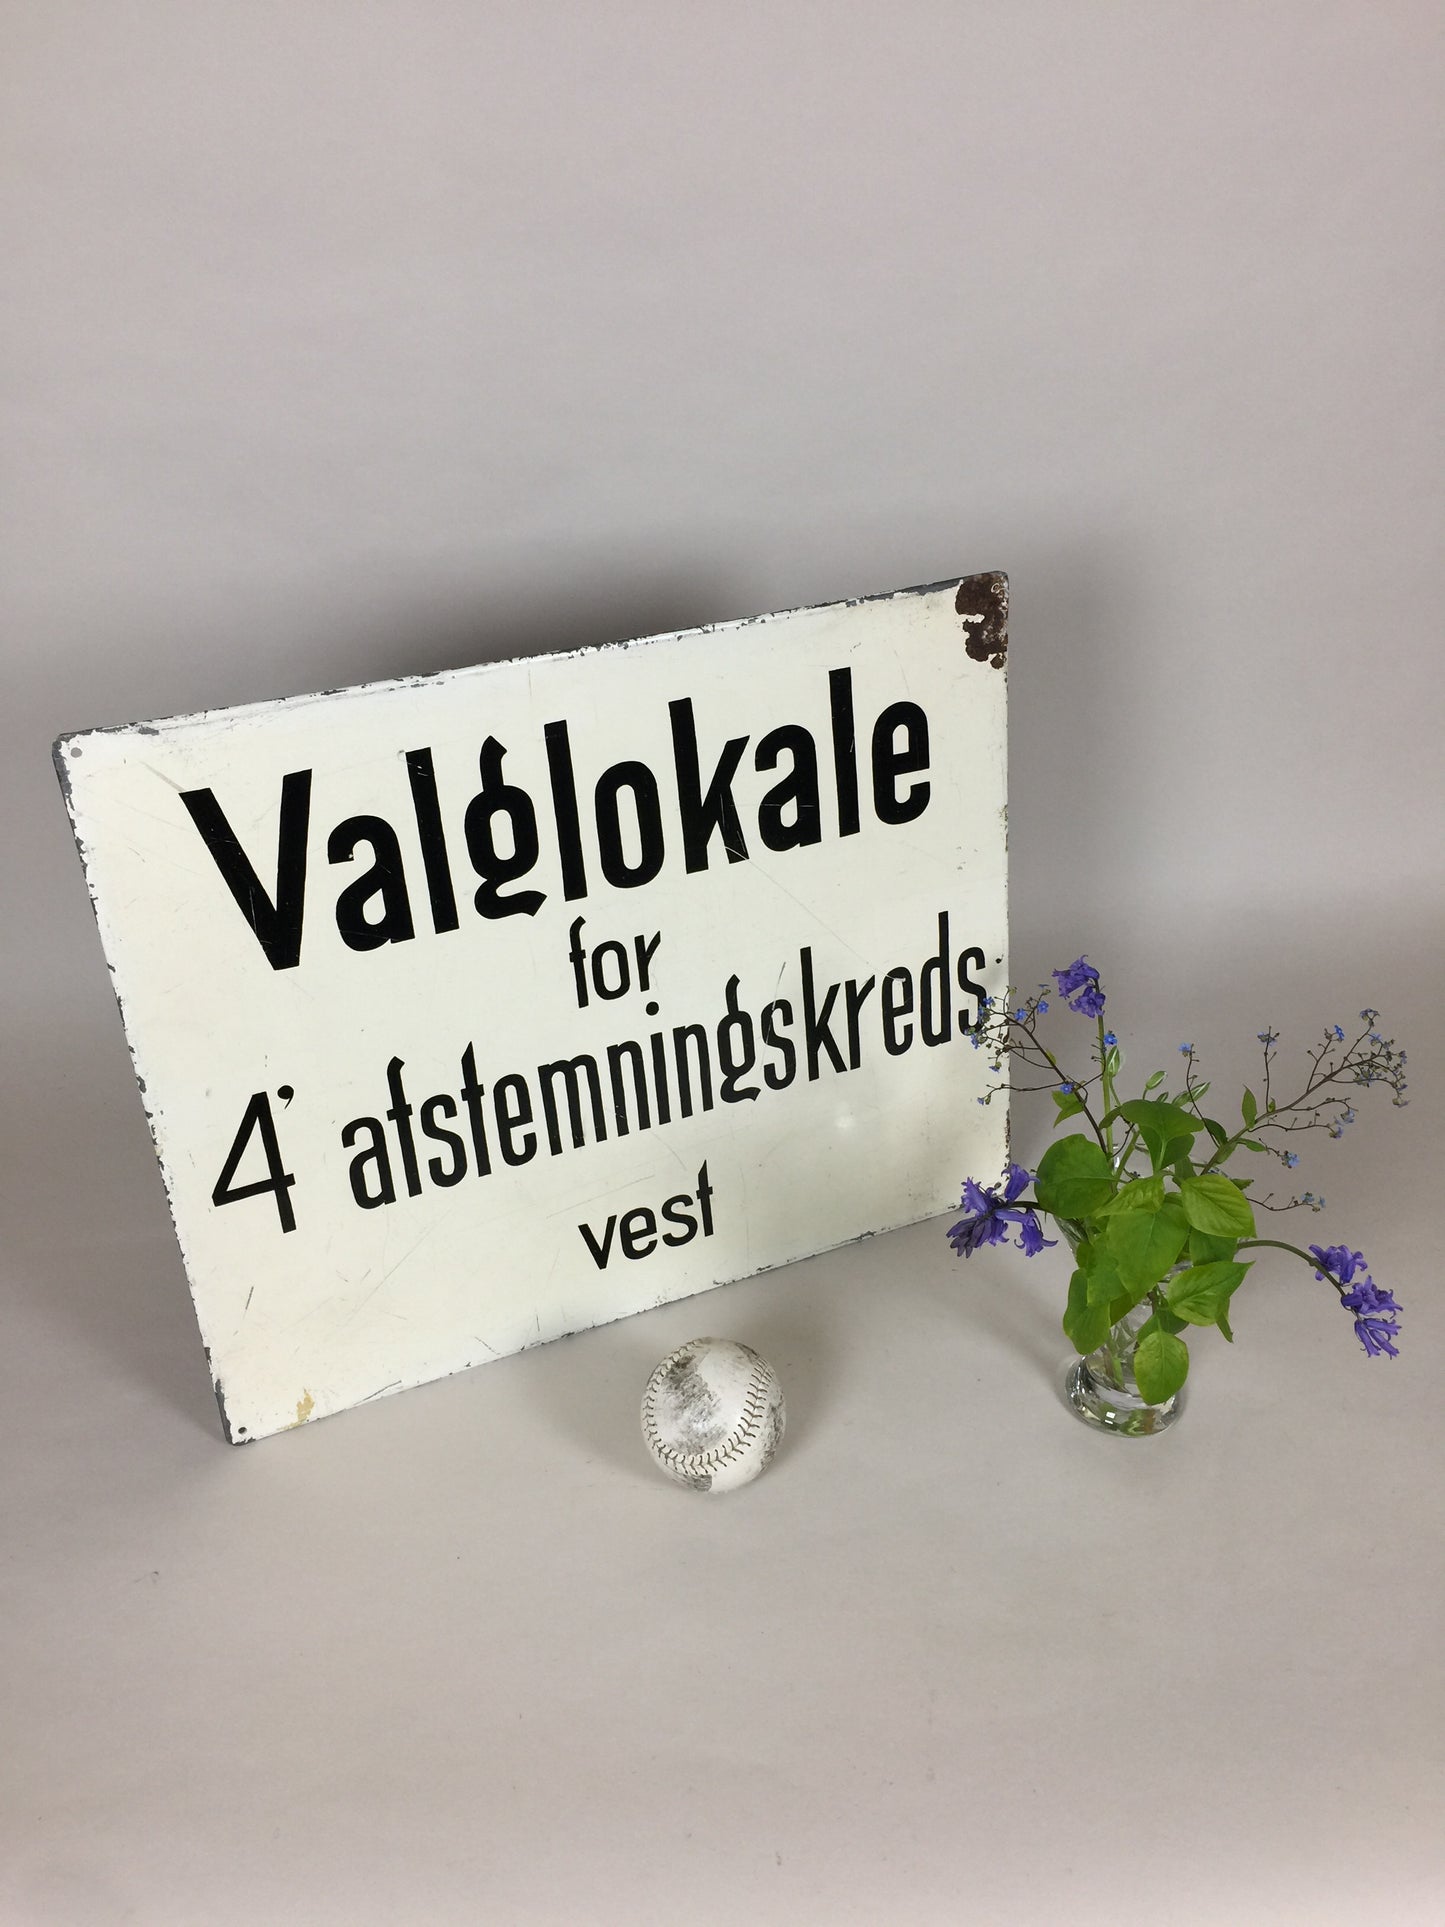 Valglokale
for
4' afstemningskreds
vest